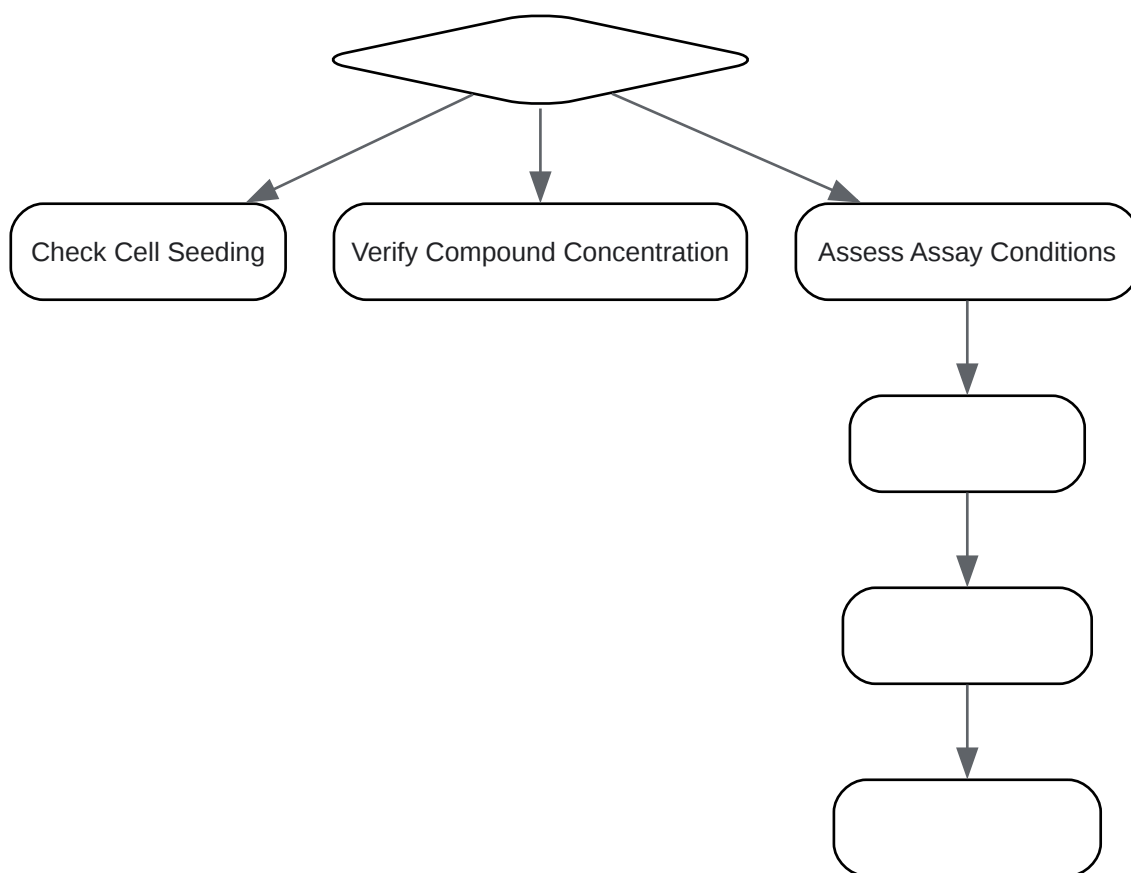 Check Cell Seeding
Verify Compound Concentration
Assess Assay Conditions